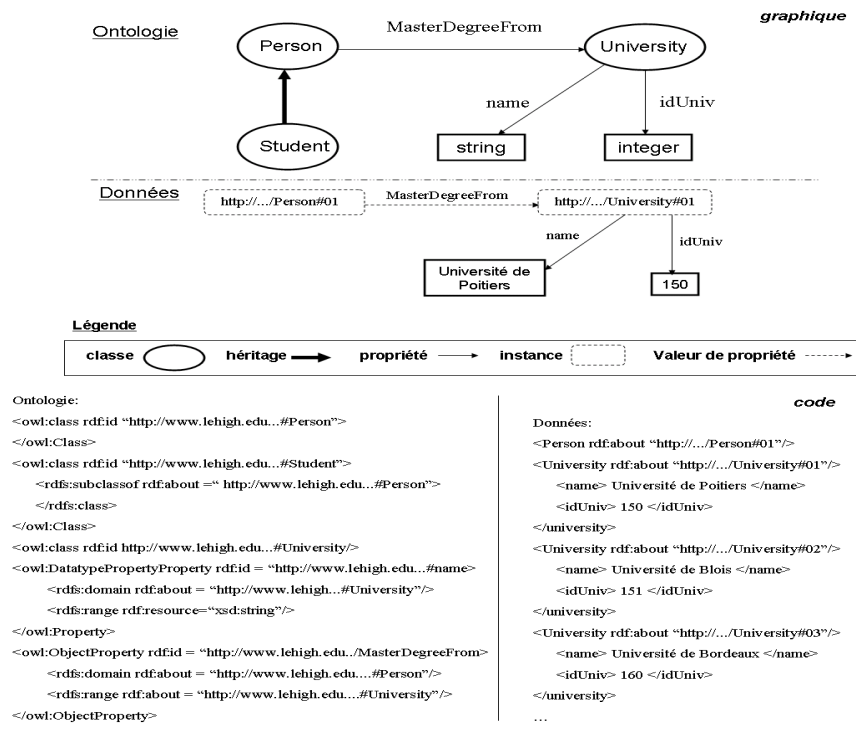 graphique
Ontologie
Person
MasterDegreeFrom
University
name
idUniv
Student
string
integer
Données
http://.../Person#01
MasterDegreeFrom
http://.../University#01
name
idUniv
Université de
Poitiers
150
Légende
classe
héritage
propriété
instance
Valeur de propriété
Ontologie:
<owl:class rdf:id “http://www.lehigh.edu...#Person”>
</owl:Class>
<owl:class rdf:id “http://www.lehigh.edu...#Student”>
<rdfs:subclassof rdf:about =“ http://www.lehigh.edu...#Person”>
</rdfs:class>
</owl:Class>
<owl:class rdf:id http://www.lehigh.edu...#University/>
<owl:DatatypePropertyProperty rdf:id = “http://www.lehigh.edu...#name>
<rdfs:domain rdf:about = “http://www.lehigh...#University”/>
<rdfs:range rdf:resource=“xsd:string”/>
</owl:Property>
<owl:ObjectProperty rdf:id = “http://www.lehigh.edu../MasterDegreeFrom>
<rdfs:domain rdf:about = “http://www.lehigh.edu....#Person”/>
<rdfs:range rdf:about = “http://www.lehigh.edu....#University”/>
</owl:ObjectProperty>
code
Données:
<Person rdf:about “http://.../Person#01”/>
<University rdf:about “http://.../University#01”/>
<name> Université de Poitiers </name>
<idUniv> 150 </idUniv>
</university>
<University rdf:about “http://.../University#02”/>
<name> Université de Blois </name>
<idUniv> 151 </idUniv>
</university>
<University rdf:about “http://.../University#03”/>
<name> Université de Bordeaux </name>
<idUniv> 160 </idUniv>
</university>
...